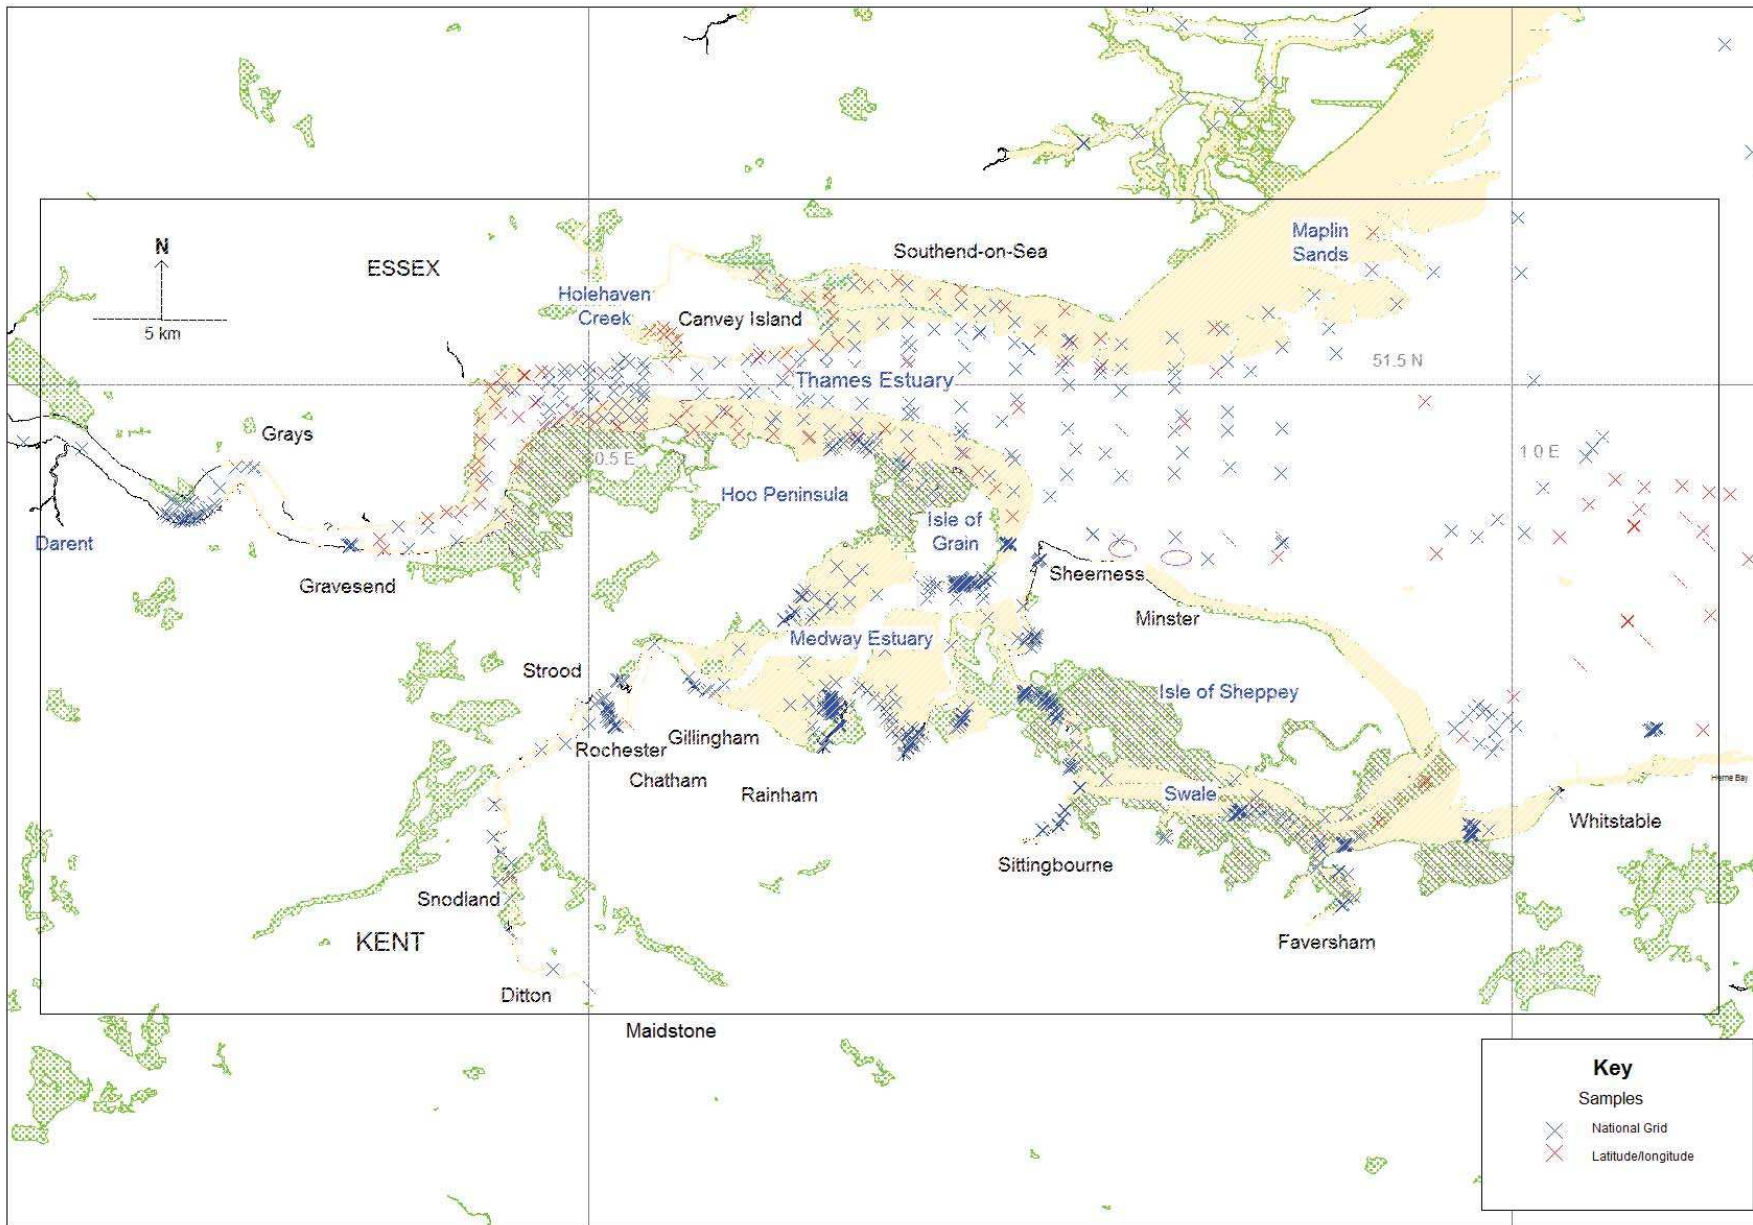 Maplin
Sands
Southend-on-Sea
N
ESSEX
5 km
Holehaven
Creek
Canvey Island
51.5 N
Thames Estuary
Grays
0.5 E
1 0 E
Hoo Peninsula
Isle of
Grain
Darent
Gravesend
Sheerness
Minster
Medway Estuary
Strood
Isle of Sheppey
Rochester
Gillingham
Chatham
Rainham
Herne Bay
Swale
Whitstable
Sittingbourne
Snodland
KENT
Faversham
Ditton
Maidstone
Key
Samples
National Grid
Latitude/longitude